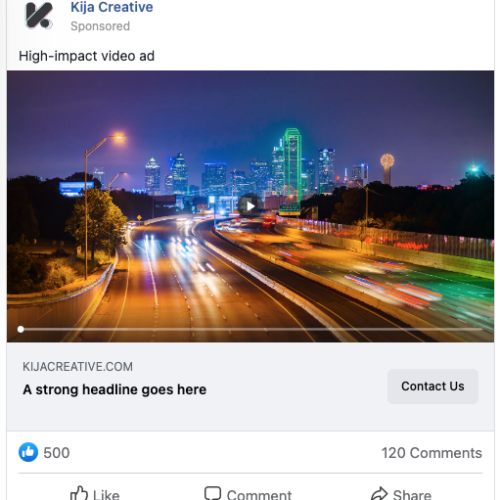 Kija Creative
Sponsored
High-impact video ad
KIJACREATIVE.COM
A strong headline goes here
Contact Us
500
120 Comments
Like
Comment
Share